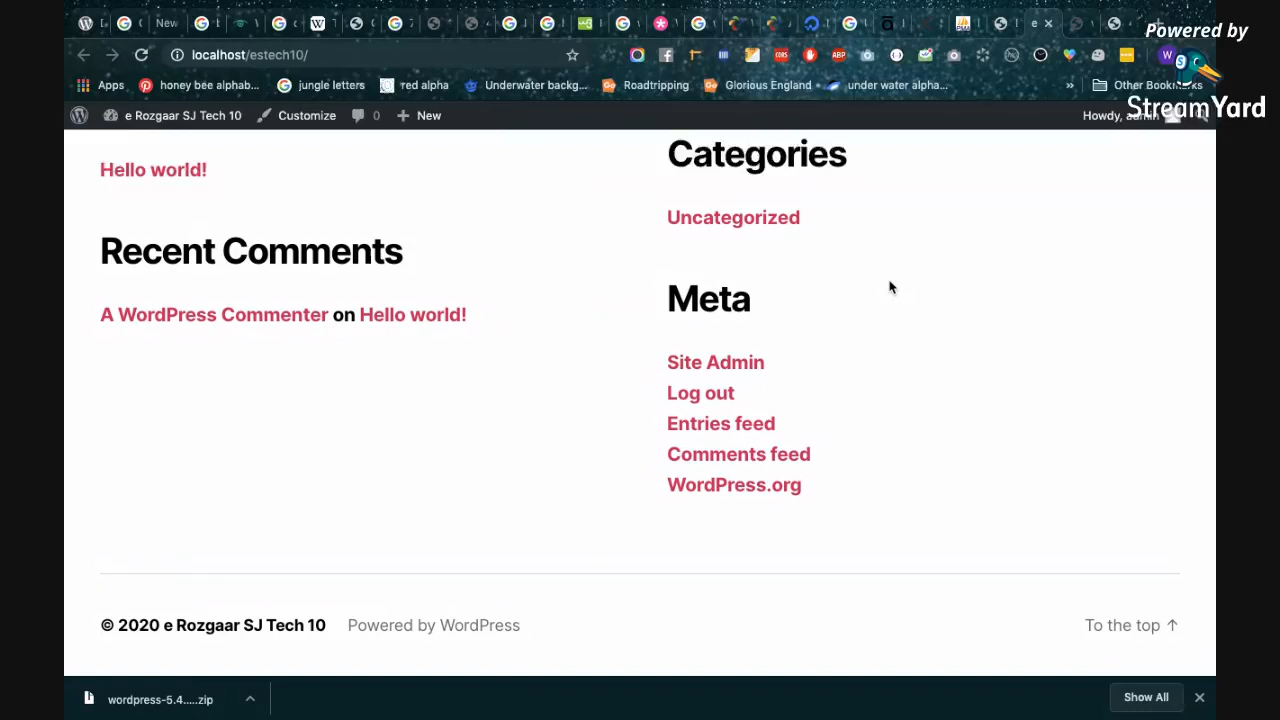 New
Powered by
localhost/estech10/
ABP
W
Apps
honey bee alphab...
jungle letters
red alpha
Underwater backg...
Roadtripping
Glorious England -...
under water alpha...
»
Other Bookmarks
StreamYard
e Rozgaar SJ Tech 10
Customize
0
New
Howdy, admin
Hello world!
Categories
Uncategorized
Recent Comments
A WordPress Commenter on Hello world!
Meta
Site Admin
Log out
Entries feed
Comments feed
WordPress.org
© 2020 e Rozgaar SJ Tech 10
Powered by WordPress
To the top ↑
wordpress-5.4.....zip
Show All